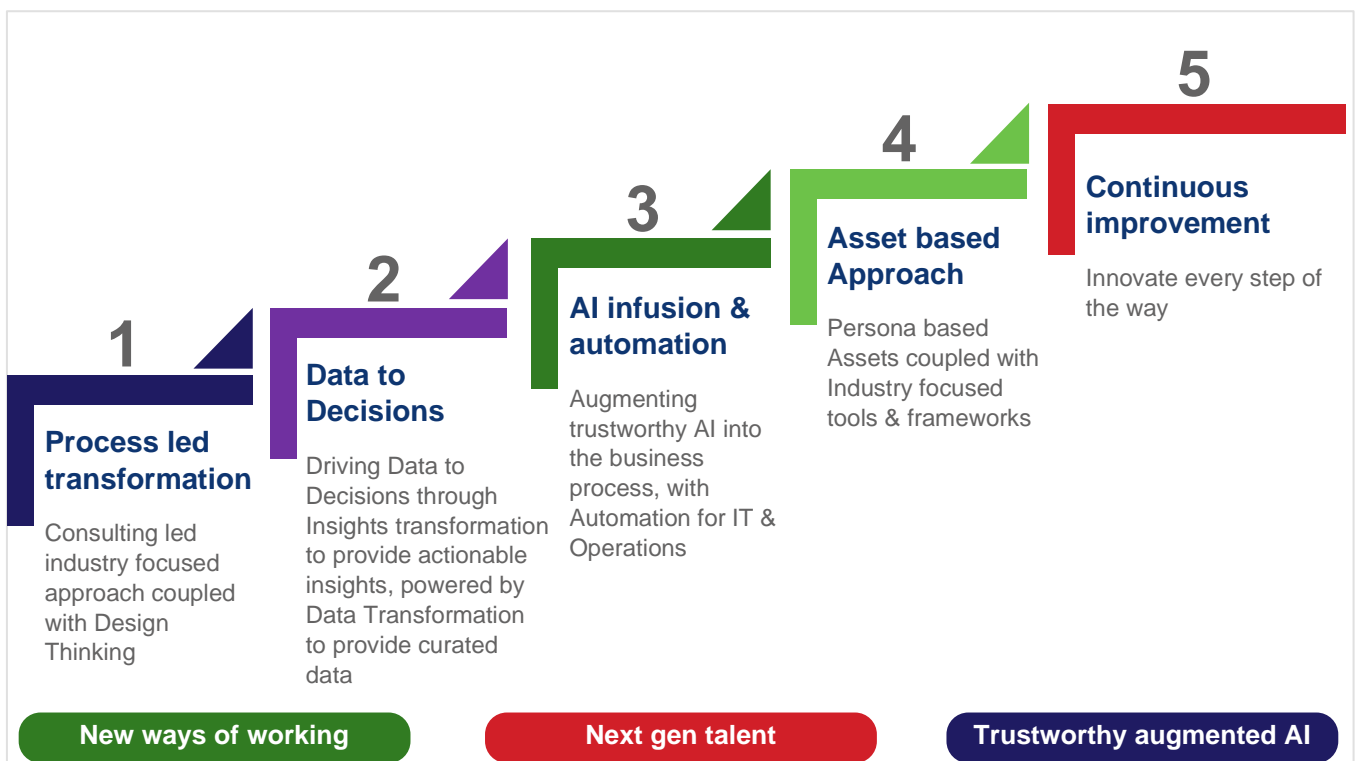 1
Process led
transformation
Consulting led
industry focused
approach coupled
with Design
Thinking
2
Data to
Decisions
Driving Data to
Decisions through
Insights transformation
to provide actionable
insights, powered by
Data Transformation
to provide curated
data
3
AI infusion &
automation
Augmenting
trustworthy AI into
the business
process, with
Automation for IT &
Operations
4
Asset based
Approach
Persona based
Assets coupled with
Industry focused
tools & frameworks
5
Continuous
improvement
Innovate every step of
the way
New ways of working
Next gen talent
Trustworthy augmented AI